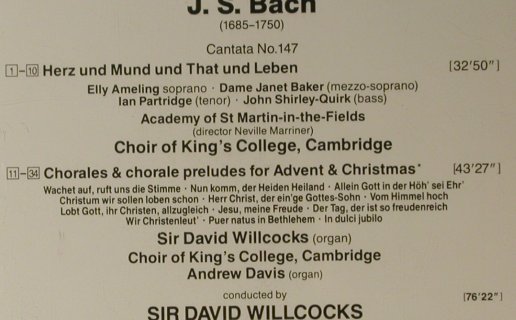 J. S. Bach
(1685–1750)
Cantata No.147
1–10 Herz und Mund und That und Leben [32'50"]
Elly Ameling soprano · Dame Janet Baker (mezzo-soprano)
Ian Partridge (tenor) · John Shirley-Quirk (bass)
Academy of St Martin-in-the-Fields
(director Neville Marriner)
Choir of King's College, Cambridge
11–34 Chorales & chorale preludes for Advent & Christmas* [43'27"]
Wachet auf, ruft uns die Stimme · Nun komm, der Heiden Heiland · Allein Gott in der Höh' sei Ehr'
Christum wir sollen loben schon · Herr Christ, der ein'ge Gottes-Sohn · Vom Himmel hoch
Lobt Gott, ihr Christen, allzugleich · Jesu, meine Freude · Der Tag, der ist so freudenreich
Wir Christenleut' · Puer natus in Bethlehem · In dulci jubilo
Sir David Willcocks (organ)
Choir of King's College, Cambridge
Andrew Davis (organ)
conducted by [76'22"]
SIR DAVID WILLCOCKS